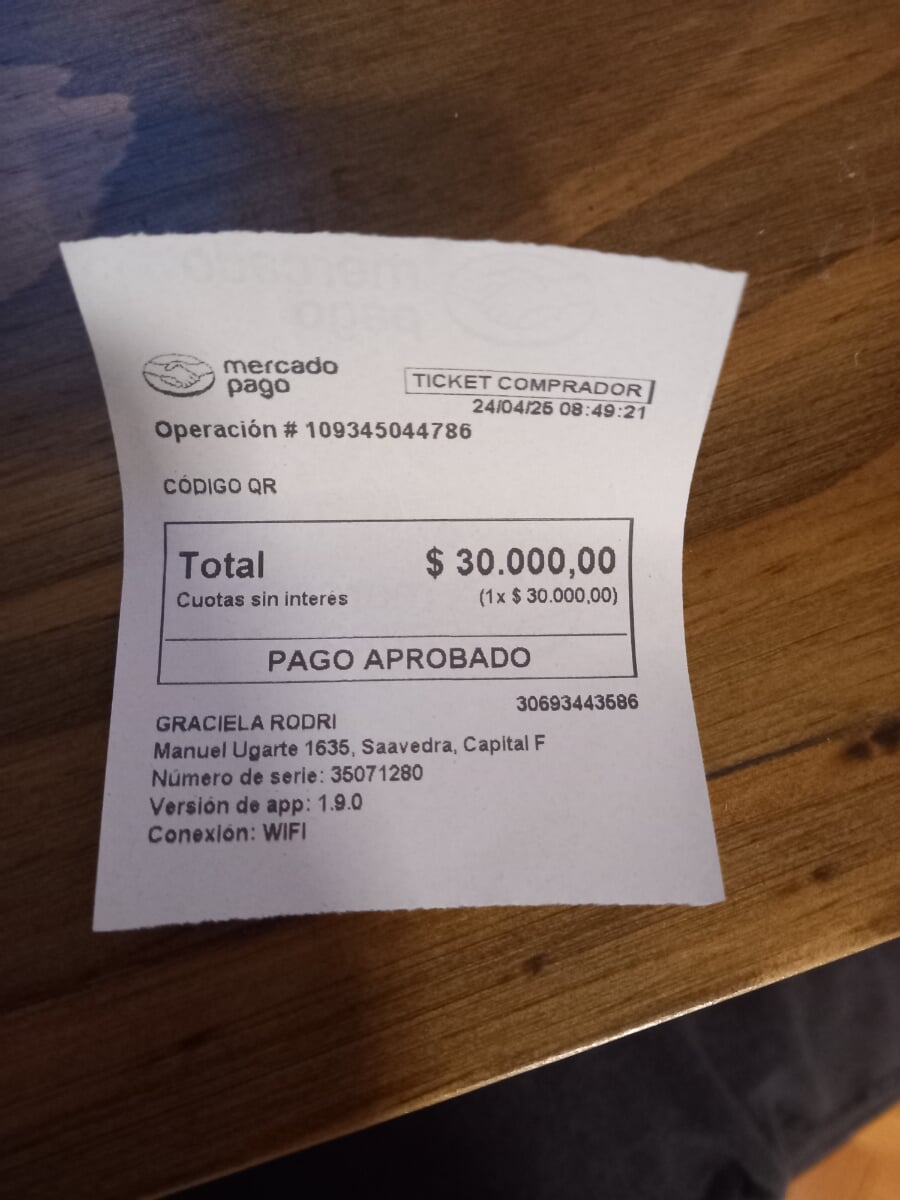 mercado
pago
TICKET COMPRADOR
24/04/25 08:49:21
Operación # 109345044786
CÓDIGO QR
Total $ 30.000,00
Cuotas sin interés (1x $ 30.000,00)
PAGO APROBADO
30693443586
GRACIELA RODRI
Manuel Ugarte 1635, Saavedra, Capital F
Número de serie: 35071280
Versión de app: 1.9.0
Conexión: WIFI